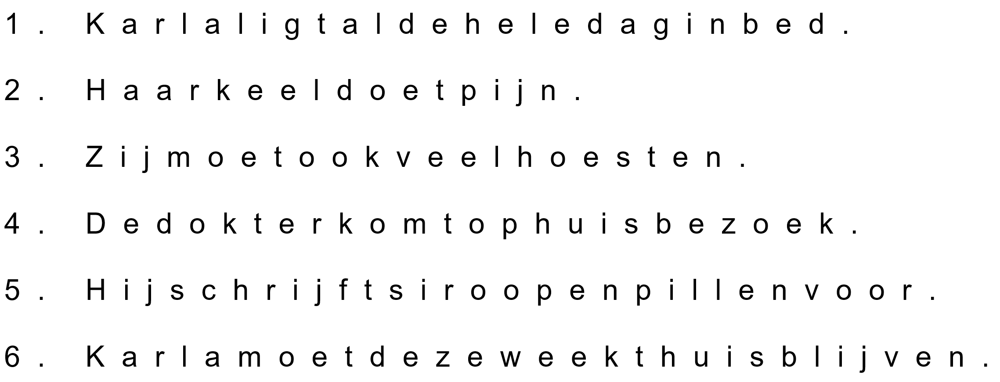 1. Karlaligtaldeheledaginbed.
2. Haarkeeldoetpijn.
3. Zijmoetookveelhoesten.
4. Dedokterkomtophuisbezoek.
5. Hijschrijftsiroopenpillenvoor.
6. Karlamoetdezeweekthuisblijven.